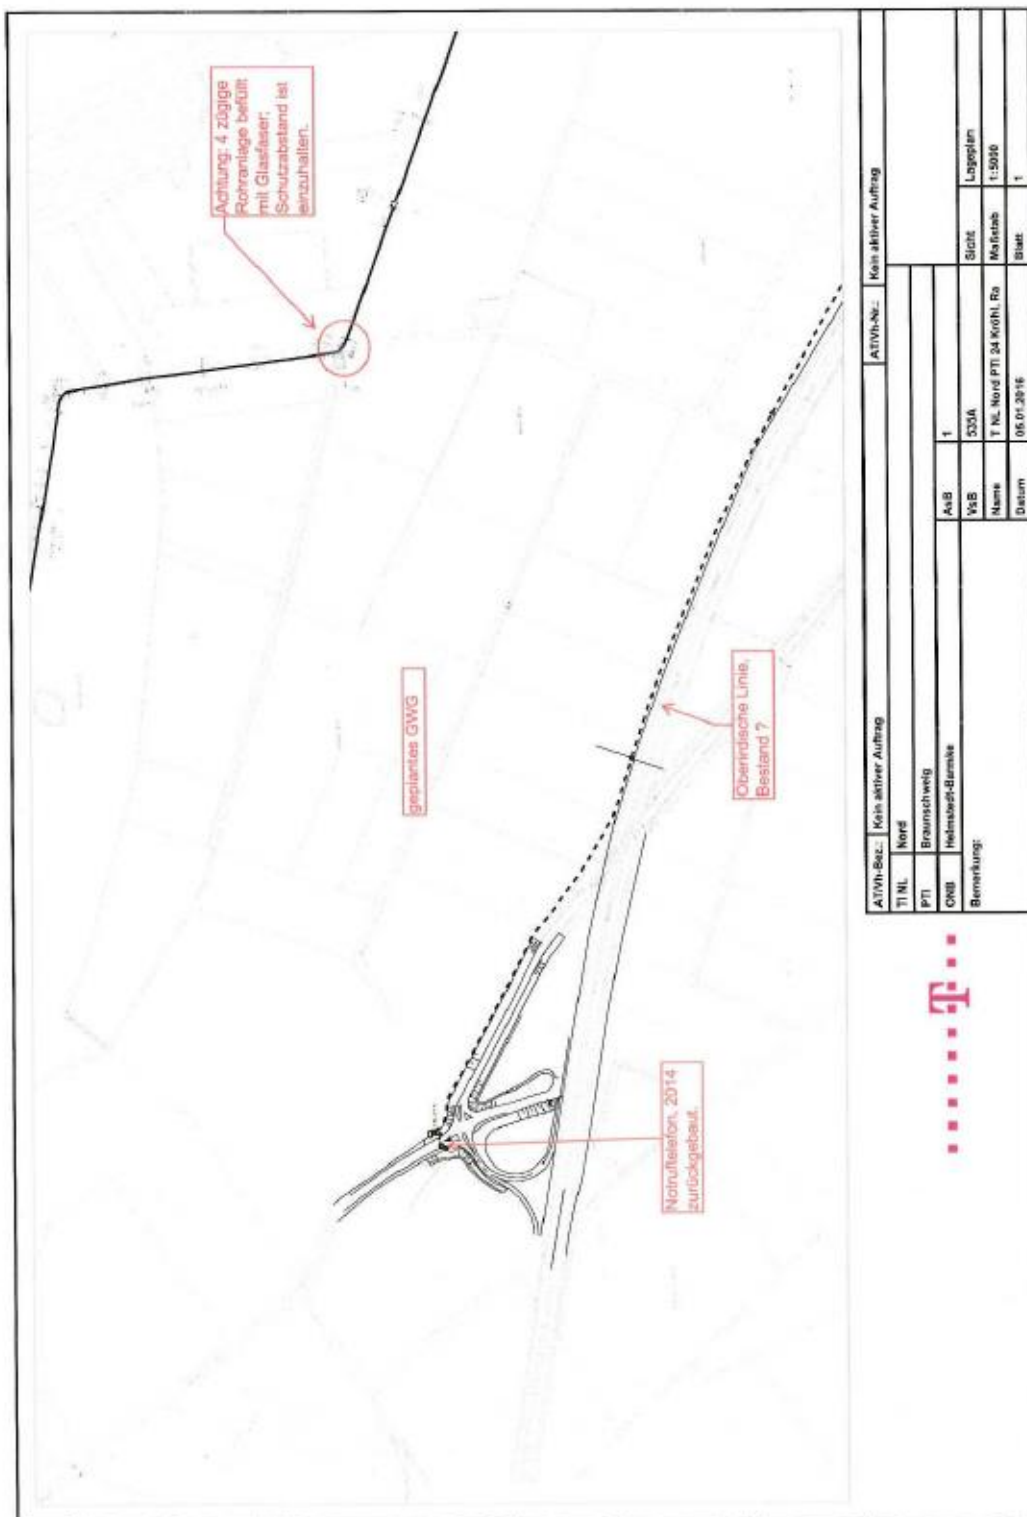 Achtung: 4 zügige
Rohranlage befüllt
mit Glasfaser;
Schutzabstand ist
einzuhalten.
geplantes GWG
Oberirdische Linie,
Bestand ?
Notruftelefon, 2014
zurückgebaut.
T
AT/Vh-Bez.: Kein aktiver Auftrag AT/Vh-Nr.: Kein aktiver Auftrag
TI NL Nord
PTI Braunschweig
ONB Helmstedt-Barmke AsB 1
Bemerkung: VsB 535A Sicht Lageplan
Name T NL Nord PTI 24 Kröhl, Ra Maßstab 1:5000
Datum 05.01.2016 Blatt 1